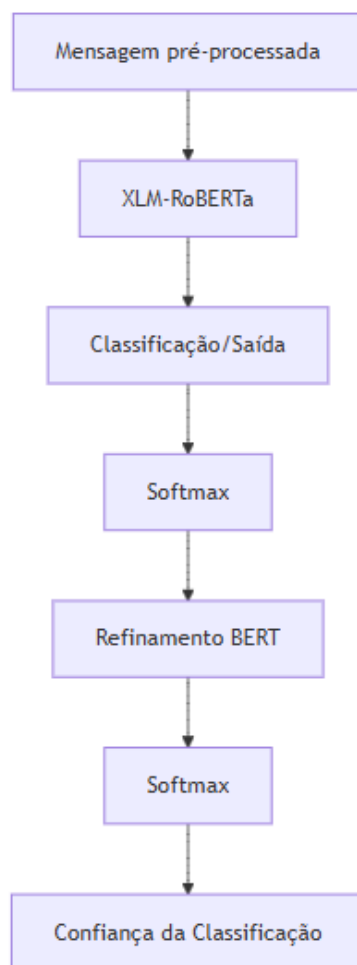 Mensagem pré-processada
XLM-RoBERTa
Classificação/Saída
Softmax
Refinamento BERT
Softmax
Confiança da Classificação